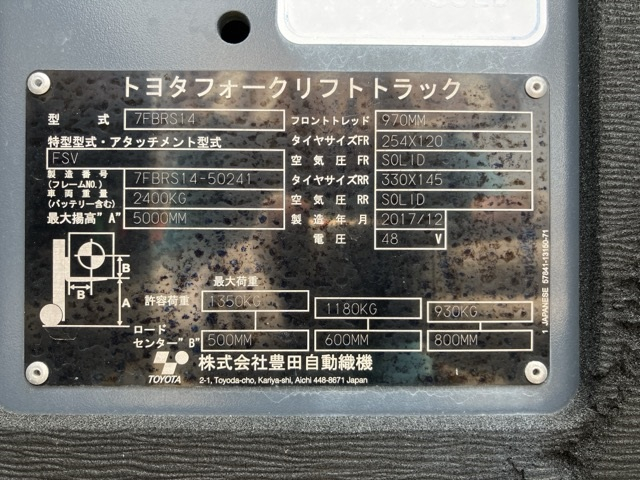 トヨタフォークリフトトラック
型 式 7FBRS14
特型型式・アタッチメント型式
FSV
製造番号
(フレームNO.) 7FBRS14-50241
車両重量
(バッテリー含む) 2400KG
最大揚高"A" 5000MM
フロントトレッド 970MM
タイヤサイズFR 254X120
空気圧FR SOLID
タイヤサイズRR 330X145
空気圧RR SOLID
製造年月 2017/12
電圧 48 V
B
B
A
最大荷重
許容荷重 1350KG 1180KG 930KG
ロード
センター"B" 500MM 600MM 800MM
TOYOTA
株式会社豊田自動織機
2-1, Toyoda-cho, Kariya-shi, Aichi 448-8671 Japan
1 JAPANESE 57641-13150-71